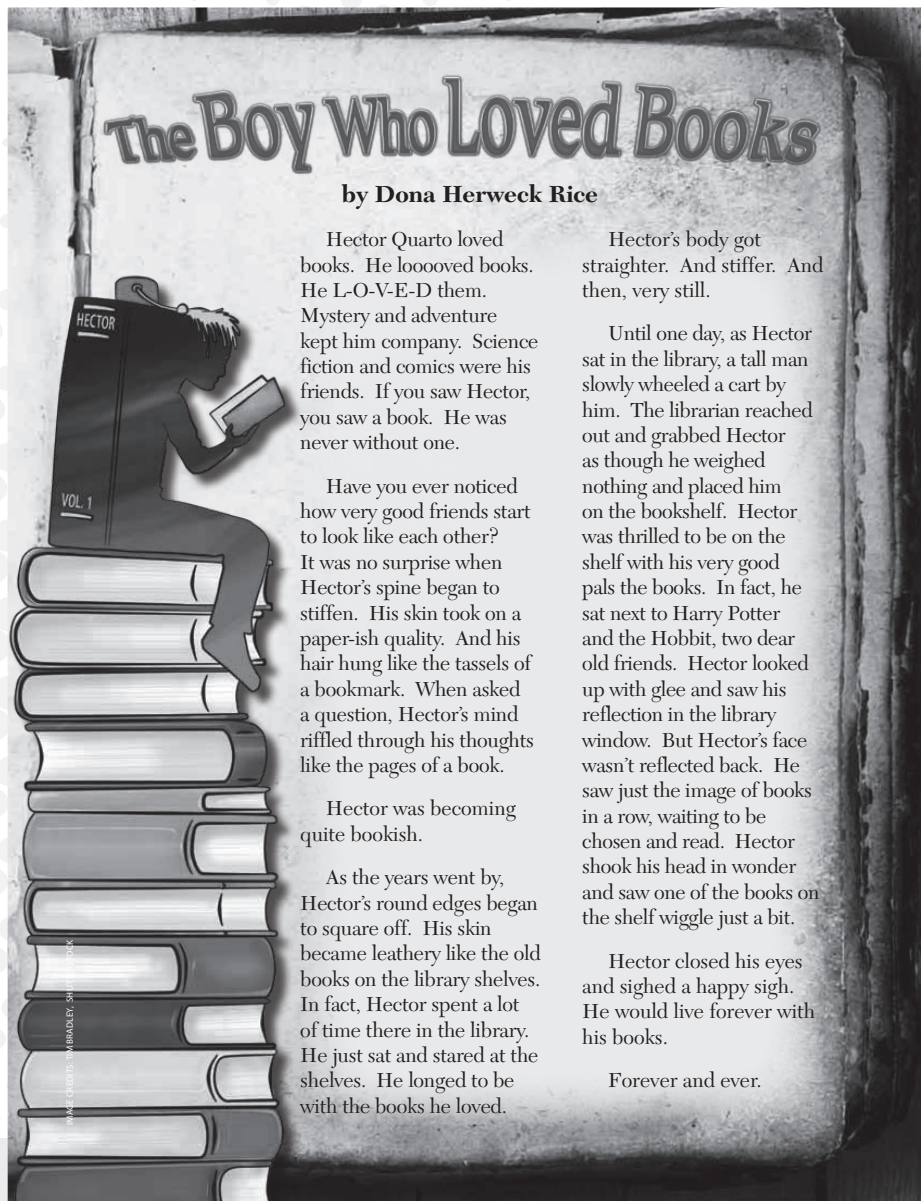 The Boy Who Loved Books
by Dona Herweck Rice
HECTOR
VOL. 1
Hector Quarto loved
books. He looooved books.
He L-O-V-E-D them.
Mystery and adventure
kept him company. Science
fiction and comics were his
friends. If you saw Hector,
you saw a book. He was
never without one.
Have you ever noticed
how very good friends start
to look like each other?
It was no surprise when
Hector's spine began to
stiffen. His skin took on a
paper-ish quality. And his
hair hung like the tassels of
a bookmark. When asked
a question, Hector's mind
riffled through his thoughts
like the pages of a book.
Hector was becoming
quite bookish.
As the years went by,
Hector's round edges began
to square off. His skin
became leathery like the old
books on the library shelves.
In fact, Hector spent a lot
of time there in the library.
He just sat and stared at the
shelves. He longed to be
with the books he loved.
Hector's body got
straighter. And stiffer. And
then, very still.
Until one day, as Hector
sat in the library, a tall man
slowly wheeled a cart by
him. The librarian reached
out and grabbed Hector
as though he weighed
nothing and placed him
on the bookshelf. Hector
was thrilled to be on the
shelf with his very good
pals the books. In fact, he
sat next to Harry Potter
and the Hobbit, two dear
old friends. Hector looked
up with glee and saw his
reflection in the library
window. But Hector's face
wasn't reflected back. He
saw just the image of books
in a row, waiting to be
chosen and read. Hector
shook his head in wonder
and saw one of the books on
the shelf wiggle just a bit.
Hector closed his eyes
and sighed a happy sigh.
He would live forever with
his books.
Forever and ever.
IMAGE CREDITS: TIM BRADLEY,